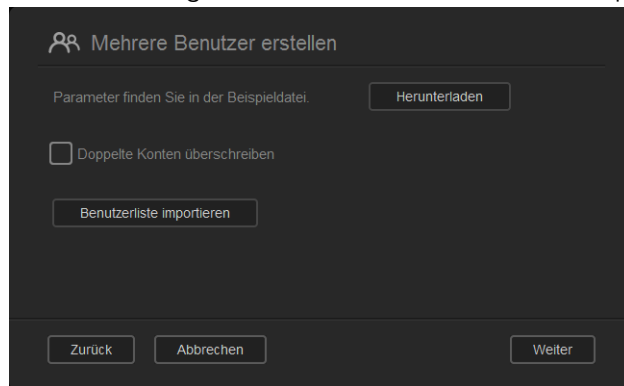 Mehrere Benutzer erstellen
Parameter finden Sie in der Beispieldatei. Herunterladen
Doppelte Konten überschreiben
Benutzerliste importieren
Zurück Abbrechen Weiter